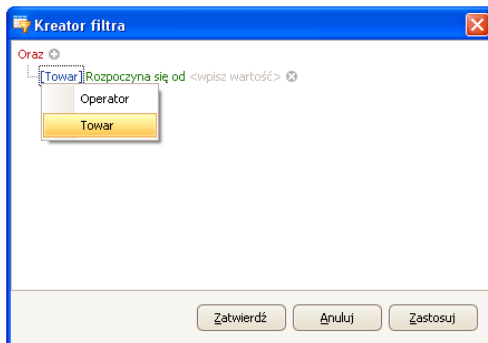 Kreator filtra
Oraz
[Towar] Rozpoczyna się od <wpisz wartość>
Operator
Towar
Zatwierdź Anuluj Zastosuj